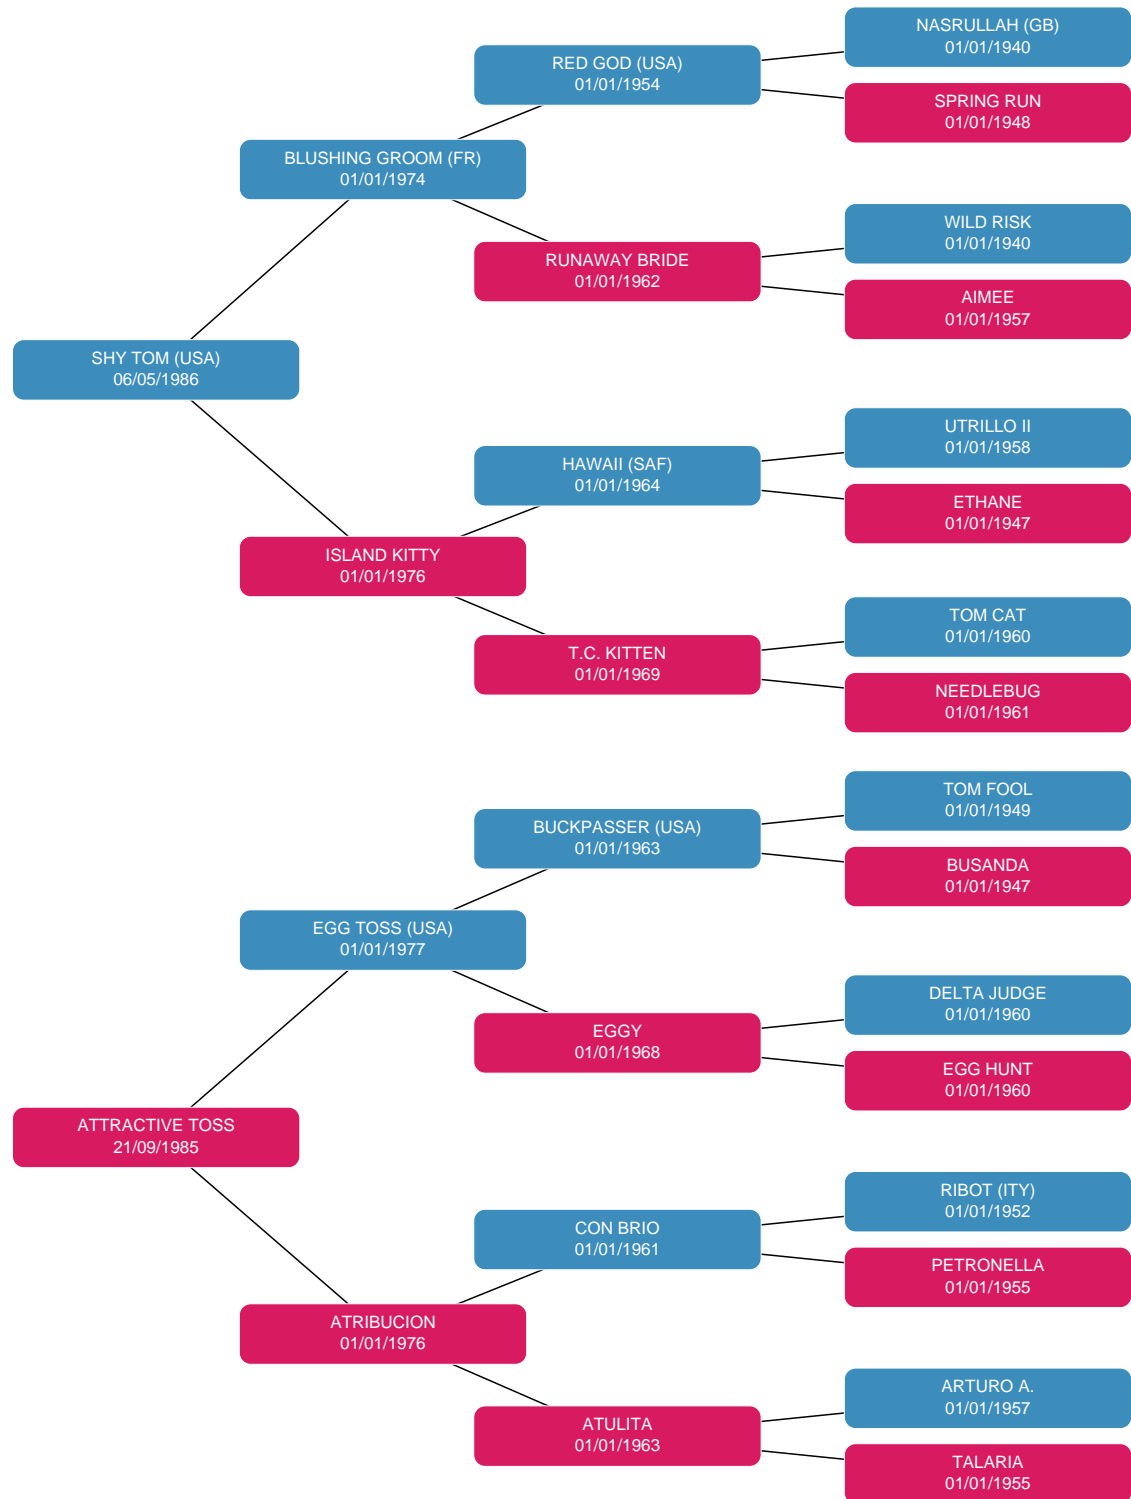 NASRULLAH (GB)
01/01/1940
RED GOD (USA)
01/01/1954
SPRING RUN
01/01/1948
BLUSHING GROOM (FR)
01/01/1974
WILD RISK
01/01/1940
RUNAWAY BRIDE
01/01/1962
AIMEE
01/01/1957
SHY TOM (USA)
06/05/1986
UTRILLO II
01/01/1958
HAWAII (SAF)
01/01/1964
ETHANE
01/01/1947
ISLAND KITTY
01/01/1976
TOM CAT
01/01/1960
T.C. KITTEN
01/01/1969
NEEDLEBUG
01/01/1961
TOM FOOL
01/01/1949
BUCKPASSER (USA)
01/01/1963
BUSANDA
01/01/1947
EGG TOSS (USA)
01/01/1977
DELTA JUDGE
01/01/1960
EGGY
01/01/1968
EGG HUNT
01/01/1960
ATTRACTIVE TOSS
21/09/1985
RIBOT (ITY)
01/01/1952
CON BRIO
01/01/1961
PETRONELLA
01/01/1955
ATRIBUCION
01/01/1976
ARTURO A.
01/01/1957
ATULITA
01/01/1963
TALARIA
01/01/1955